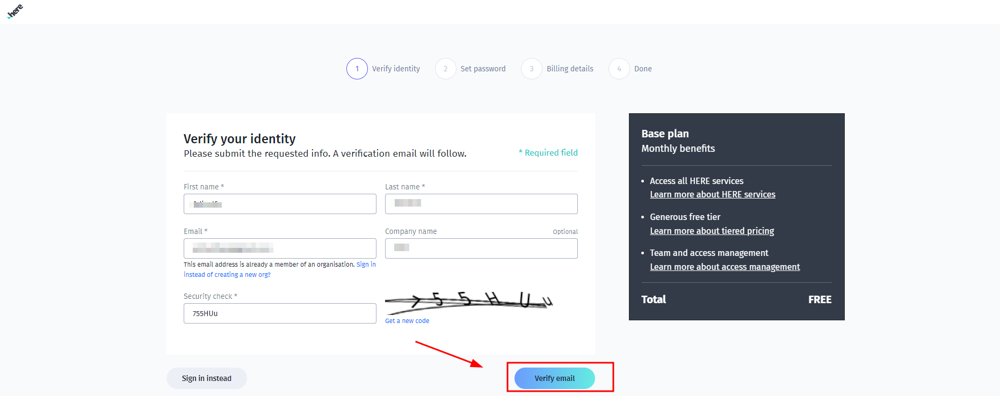 here
1 Verify identity 2 Set password 3 Billing details 4 Done
Verify your identity
Please submit the requested info. A verification email will follow.
* Required field
First name *
Last name *
Email *
Company name Optional
This email address is already a member of an organisation. Sign in
instead of creating a new org?
Security check *
755HUu
755HUu
Get a new code
Sign in instead
Verify email
Base plan
Monthly benefits
• Access all HERE services
Learn more about HERE services
• Generous free tier
Learn more about tiered pricing
• Team and access management
Learn more about access management
Total FREE